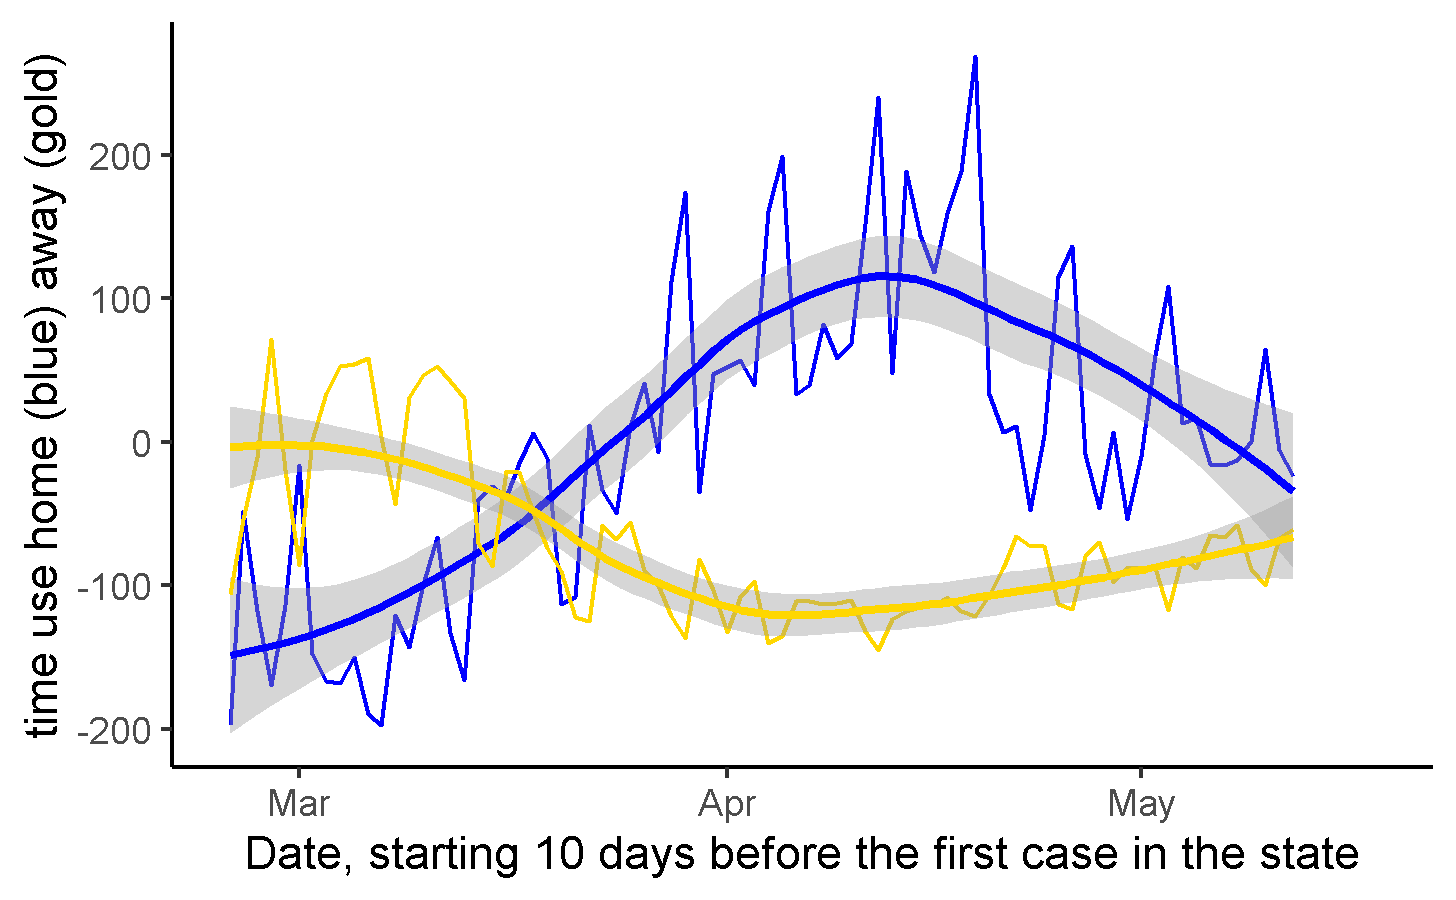 time use home (blue) away (gold)
200
100
0
-100
-200
Mar Apr May
Date, starting 10 days before the first case in the state